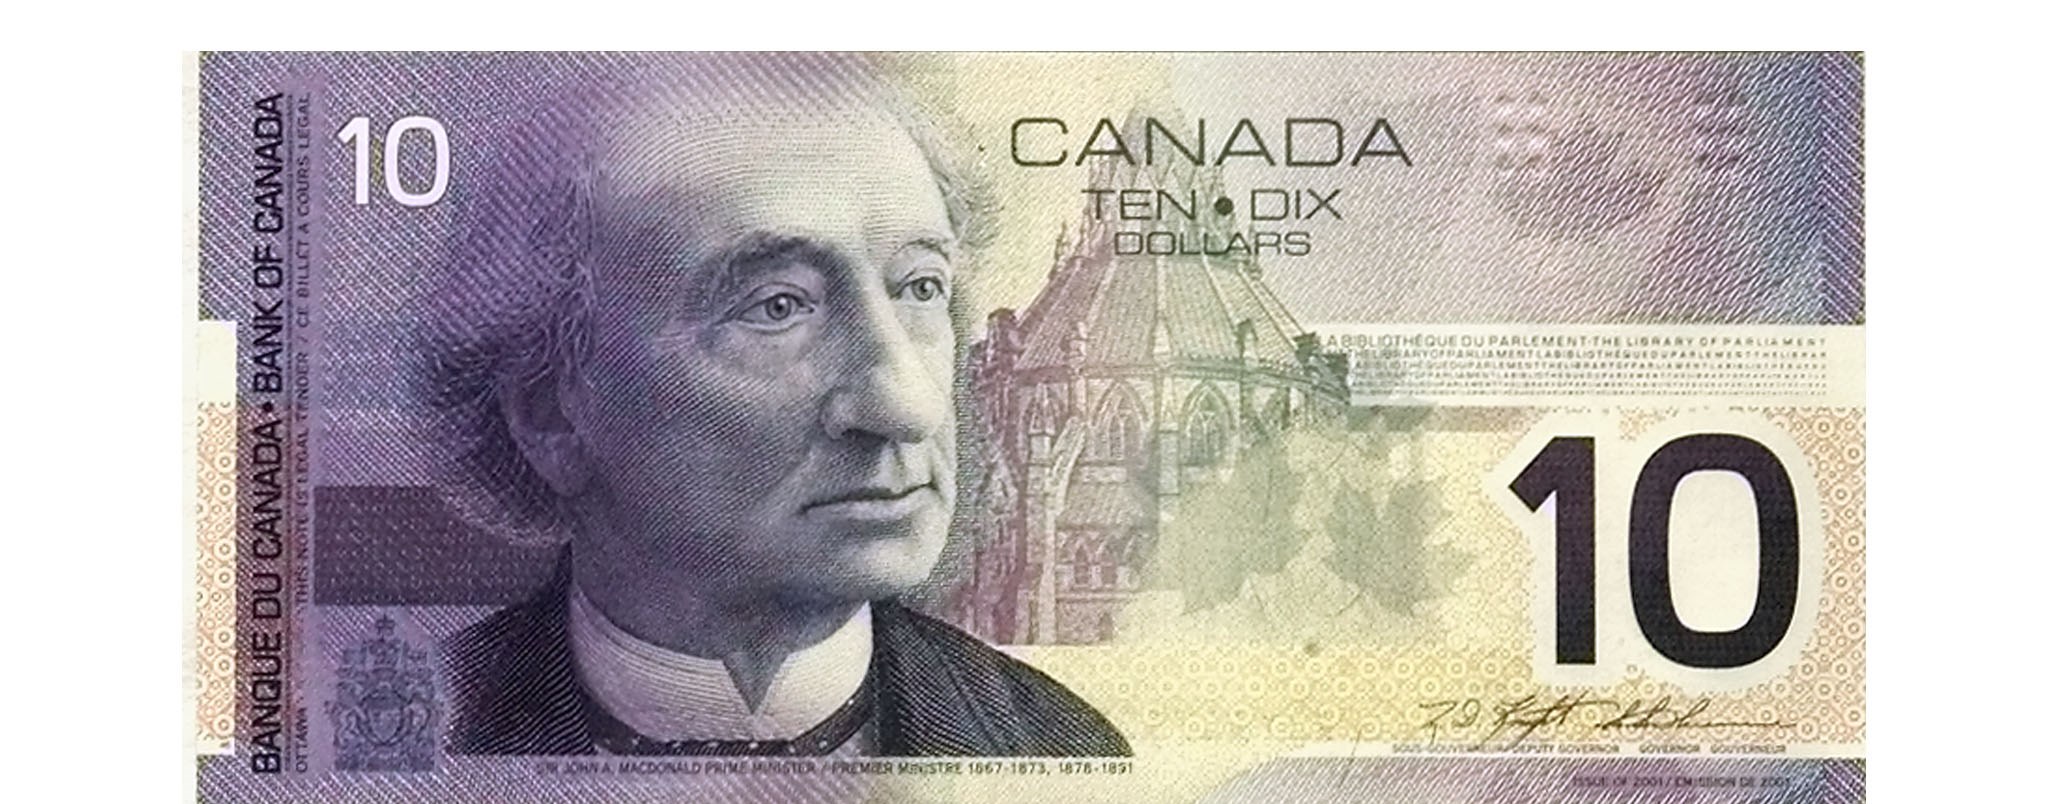 BANQUE DU CANADA • BANK OF CANADA
OTTAWA THIS NOTE IS LEGAL TENDER / CE BILLET A COURS LEGAL
10
CANADA
TEN • DIX
DOLLARS
LA BIBLIOTHÈQUE DU PARLEMENT·THE LIBRARY OF PARLIAMENT
THELIBRARYOFPARLIAMENTLABIBLIOTHÈQUEDUPARLEMENTTHELIBRAR
10
SOUS-GOUVERNEUR/DEPUTY GOVERNOR GOVERNOR GOUVERNEUR
SIR JOHN A. MACDONALD PRIME MINISTER / PREMIER MINISTRE 1867-1873, 1878-1891
ISSUE OF 2001 / ÉMISSION DE 2001